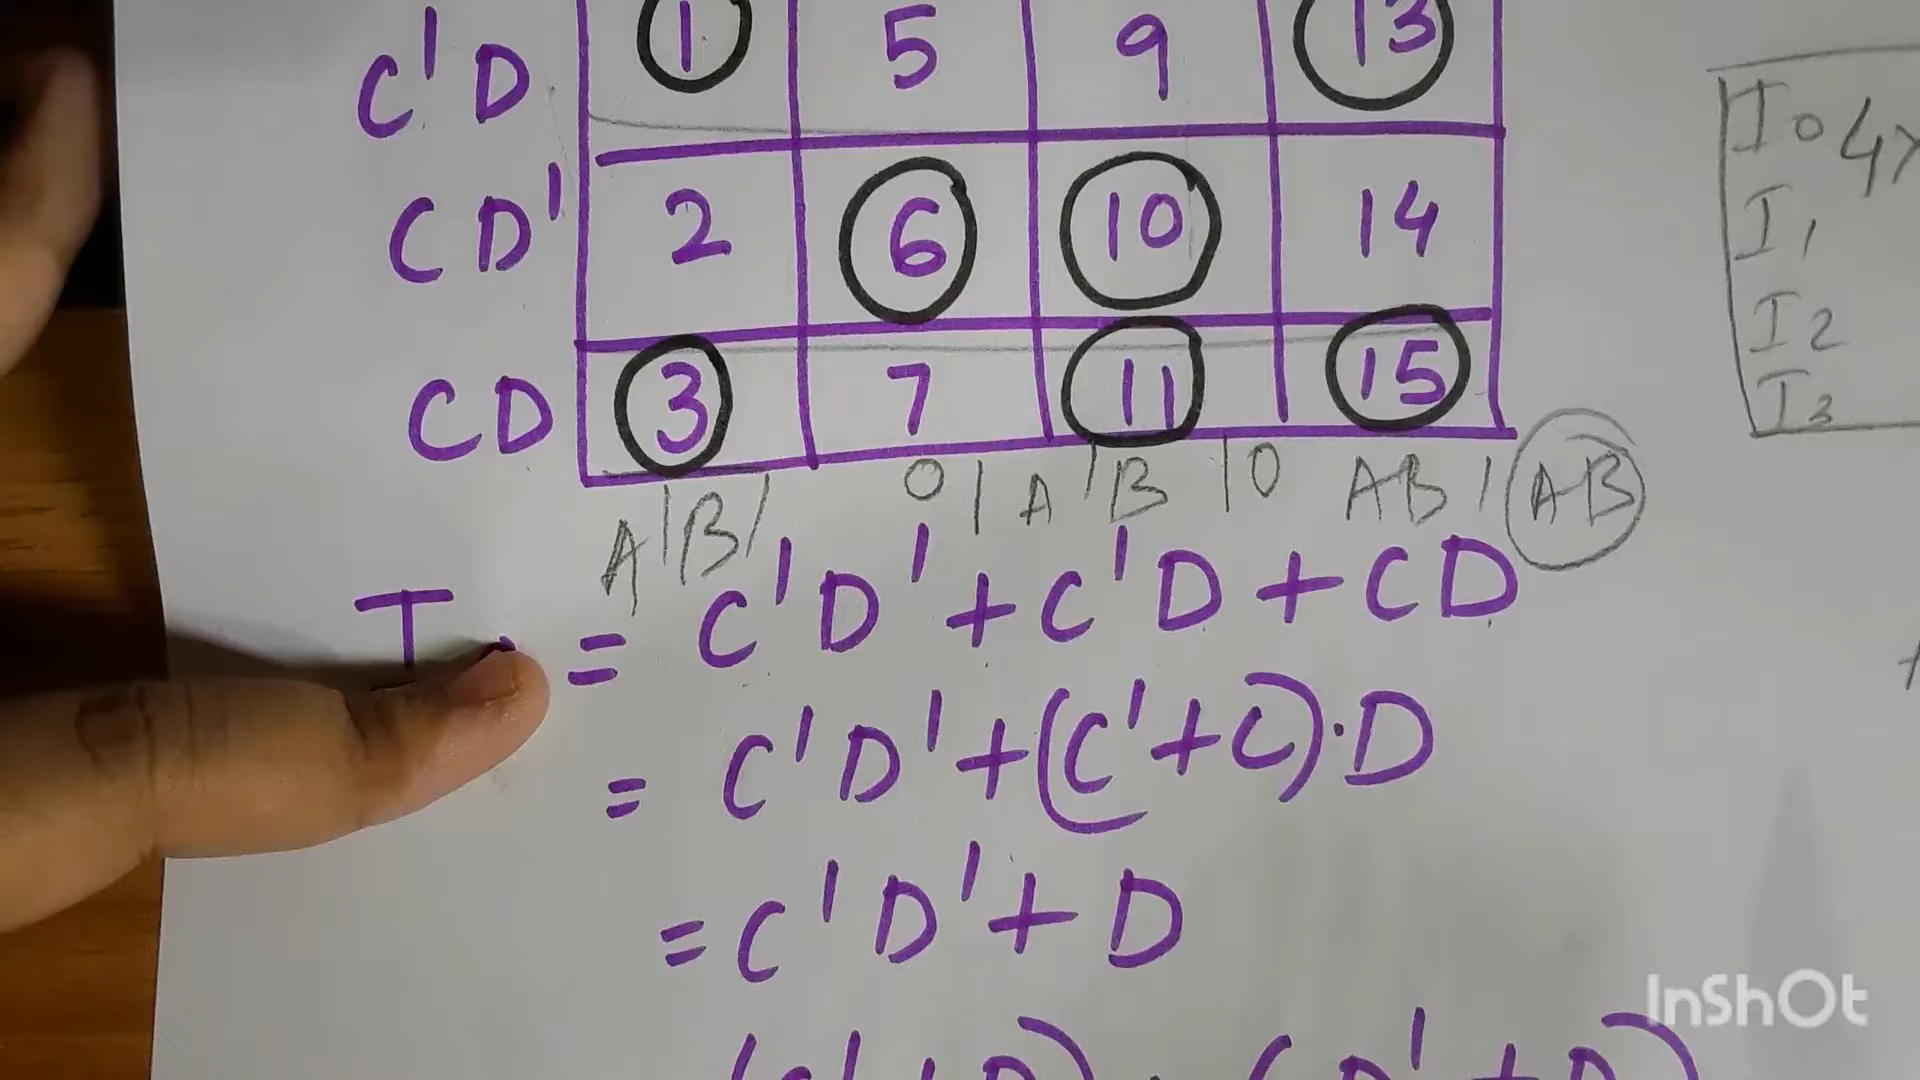 C'D 1 5 9 13
CD' 2 6 10 14
CD 3 7 11 15
A'B' 01 A'B 10 AB' AB
I = C'D' + C'D + CD
= C'D' + (C' + C)·D
= C'D' + D
I0 4x
I1
I2
I3
InShOt